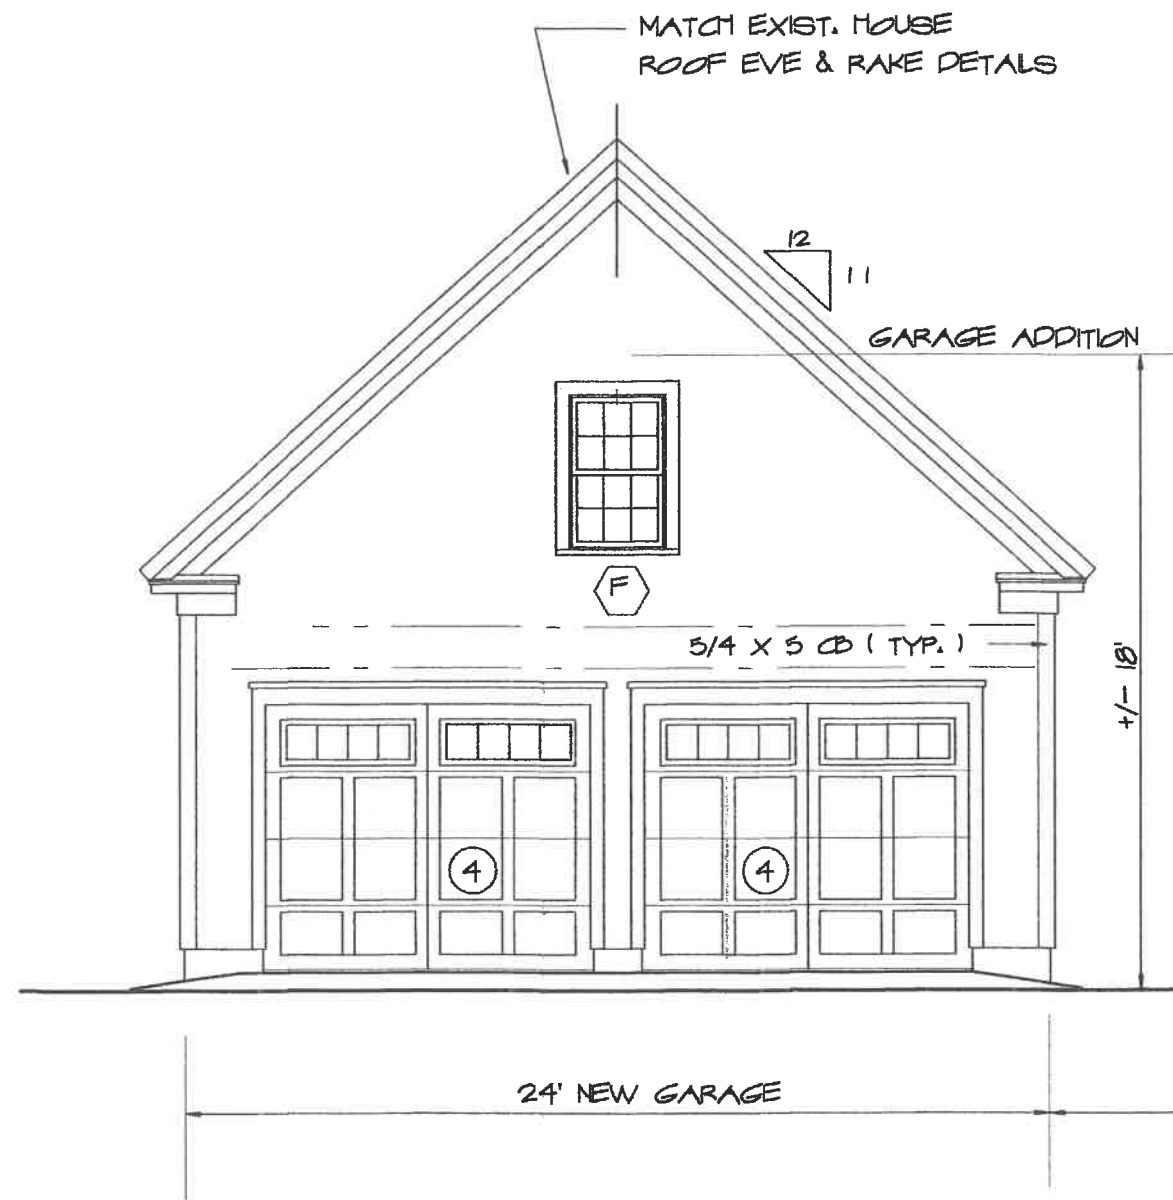 MATCH EXIST. HOUSE
ROOF EVE & RAKE DETAILS
12
11
GARAGE ADDITION
F
5/4 X 5 CB ( TYP. )
+/- 18'
4
4
24' NEW GARAGE